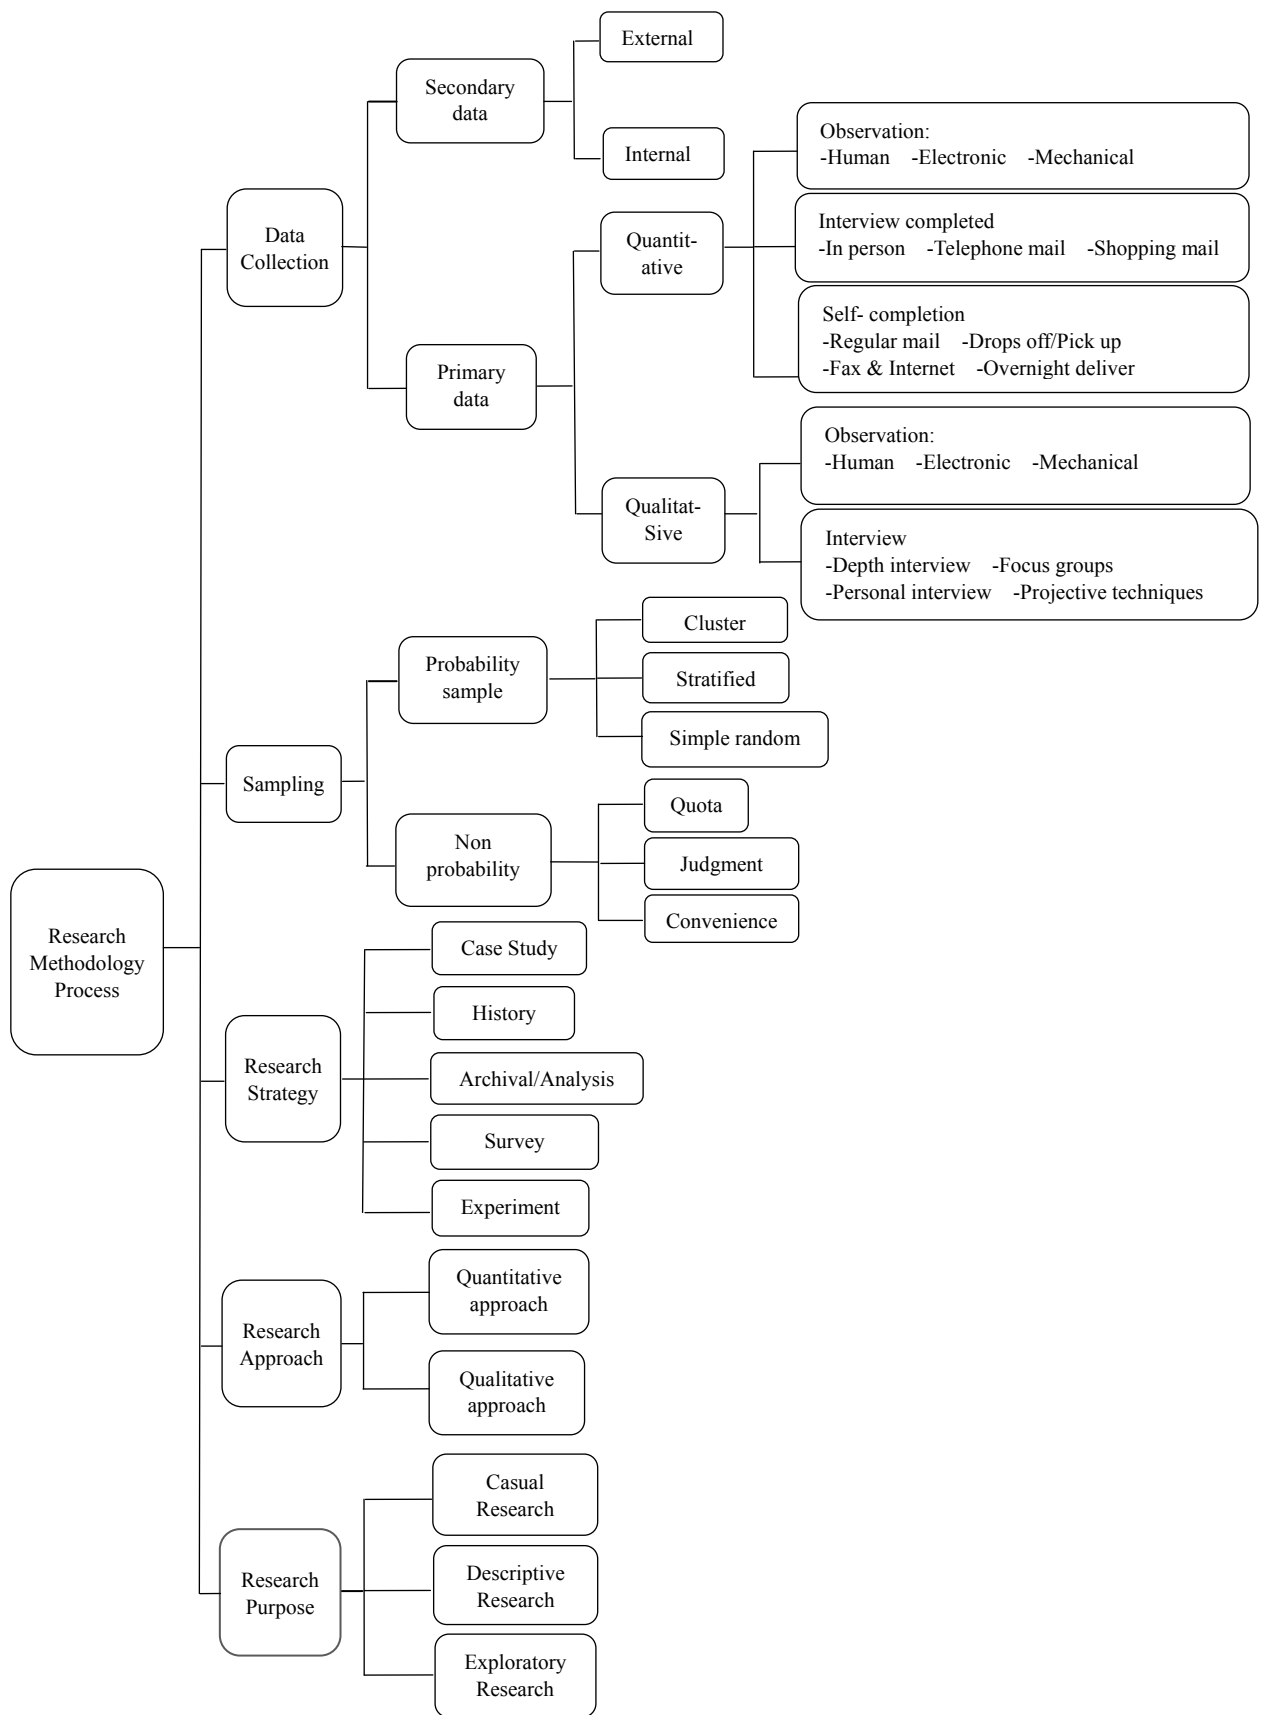 External
Secondary
data
Internal
Observation:
-Human -Electronic -Mechanical
Data
Collection
Quantit-
ative
Interview completed
-In person -Telephone mail -Shopping mail
Self- completion
-Regular mail -Drops off/Pick up
-Fax & Internet -Overnight deliver
Primary
data
Observation:
-Human -Electronic -Mechanical
Qualitat-
Sive
Interview
-Depth interview -Focus groups
-Personal interview -Projective techniques
Cluster
Probability
sample
Stratified
Simple random
Sampling
Quota
Non
probability
Judgment
Convenience
Research
Methodology
Process
Case Study
History
Research
Strategy
Archival/Analysis
Survey
Experiment
Quantitative
approach
Research
Approach
Qualitative
approach
Casual
Research
Research
Purpose
Descriptive
Research
Exploratory
Research